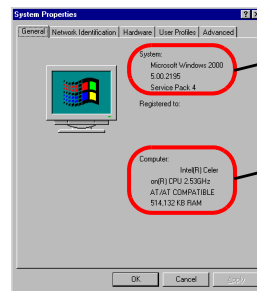 System Properties
General Network Identification Hardware User Profiles Advanced
System:
Microsoft Windows 2000
5.00.2195
Service Pack 4
Registered to:
Computer:
Intel(R) Celer
on(R) CPU 2.53GHz
AT/AT COMPATIBLE
514,132 KB RAM
OK Cancel Apply